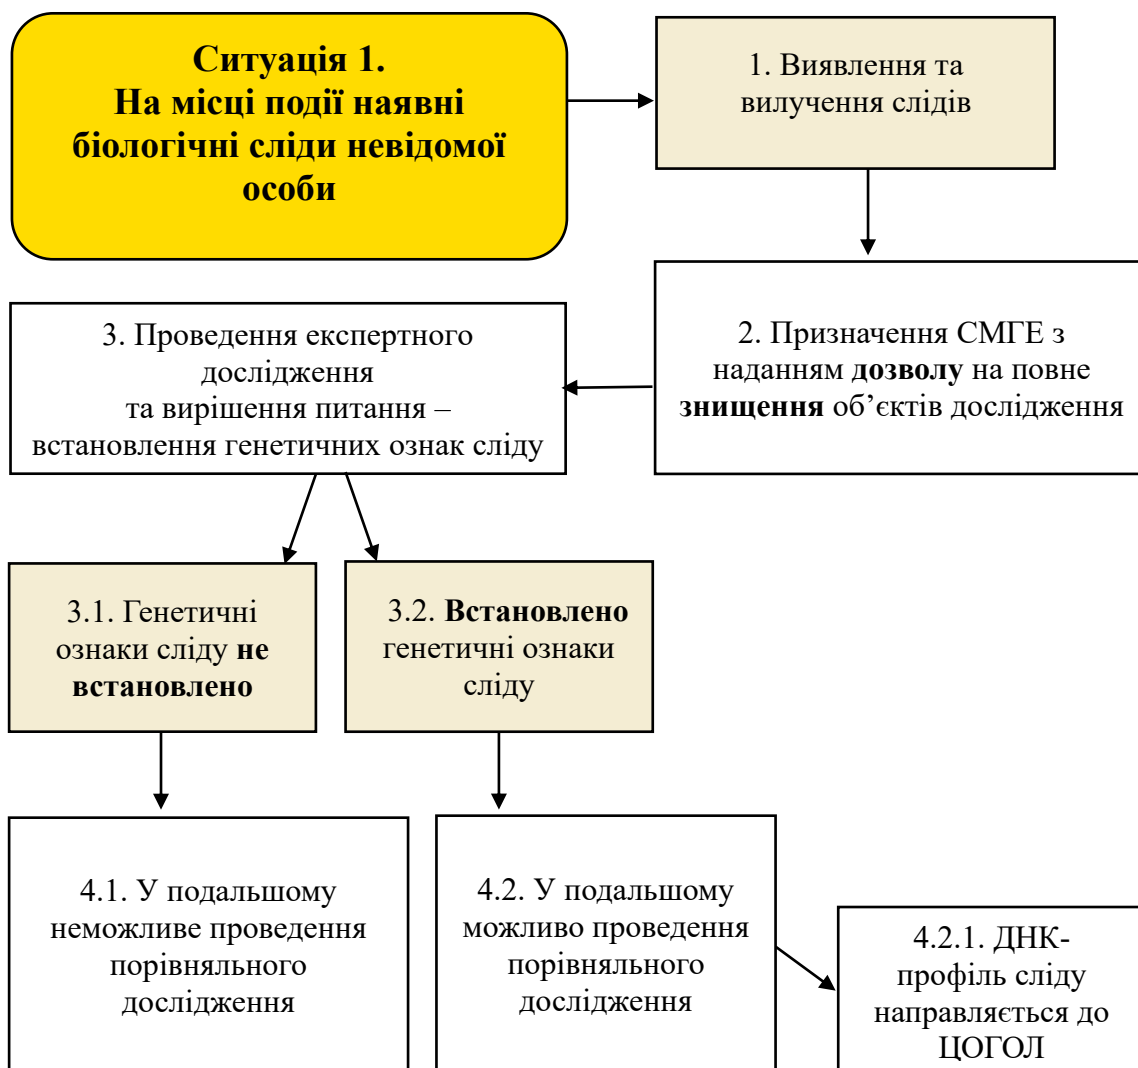 Ситуація 1.
На місці події наявні
біологічні сліди невідомої
особи
1. Виявлення та
вилучення слідів
2. Призначення СМГЕ з
наданням дозволу на повне
знищення об’єктів дослідження
3. Проведення експертного
дослідження
та вирішення питання –
встановлення генетичних ознак сліду
3.1. Генетичні
ознаки сліду не
встановлено
3.2. Встановлено
генетичні ознаки
сліду
4.1. У подальшому
неможливе проведення
порівняльного
дослідження
4.2. У подальшому
можливо проведення
порівняльного
дослідження
4.2.1. ДНК-
профіль сліду
направляється до
ЦОГОЛ